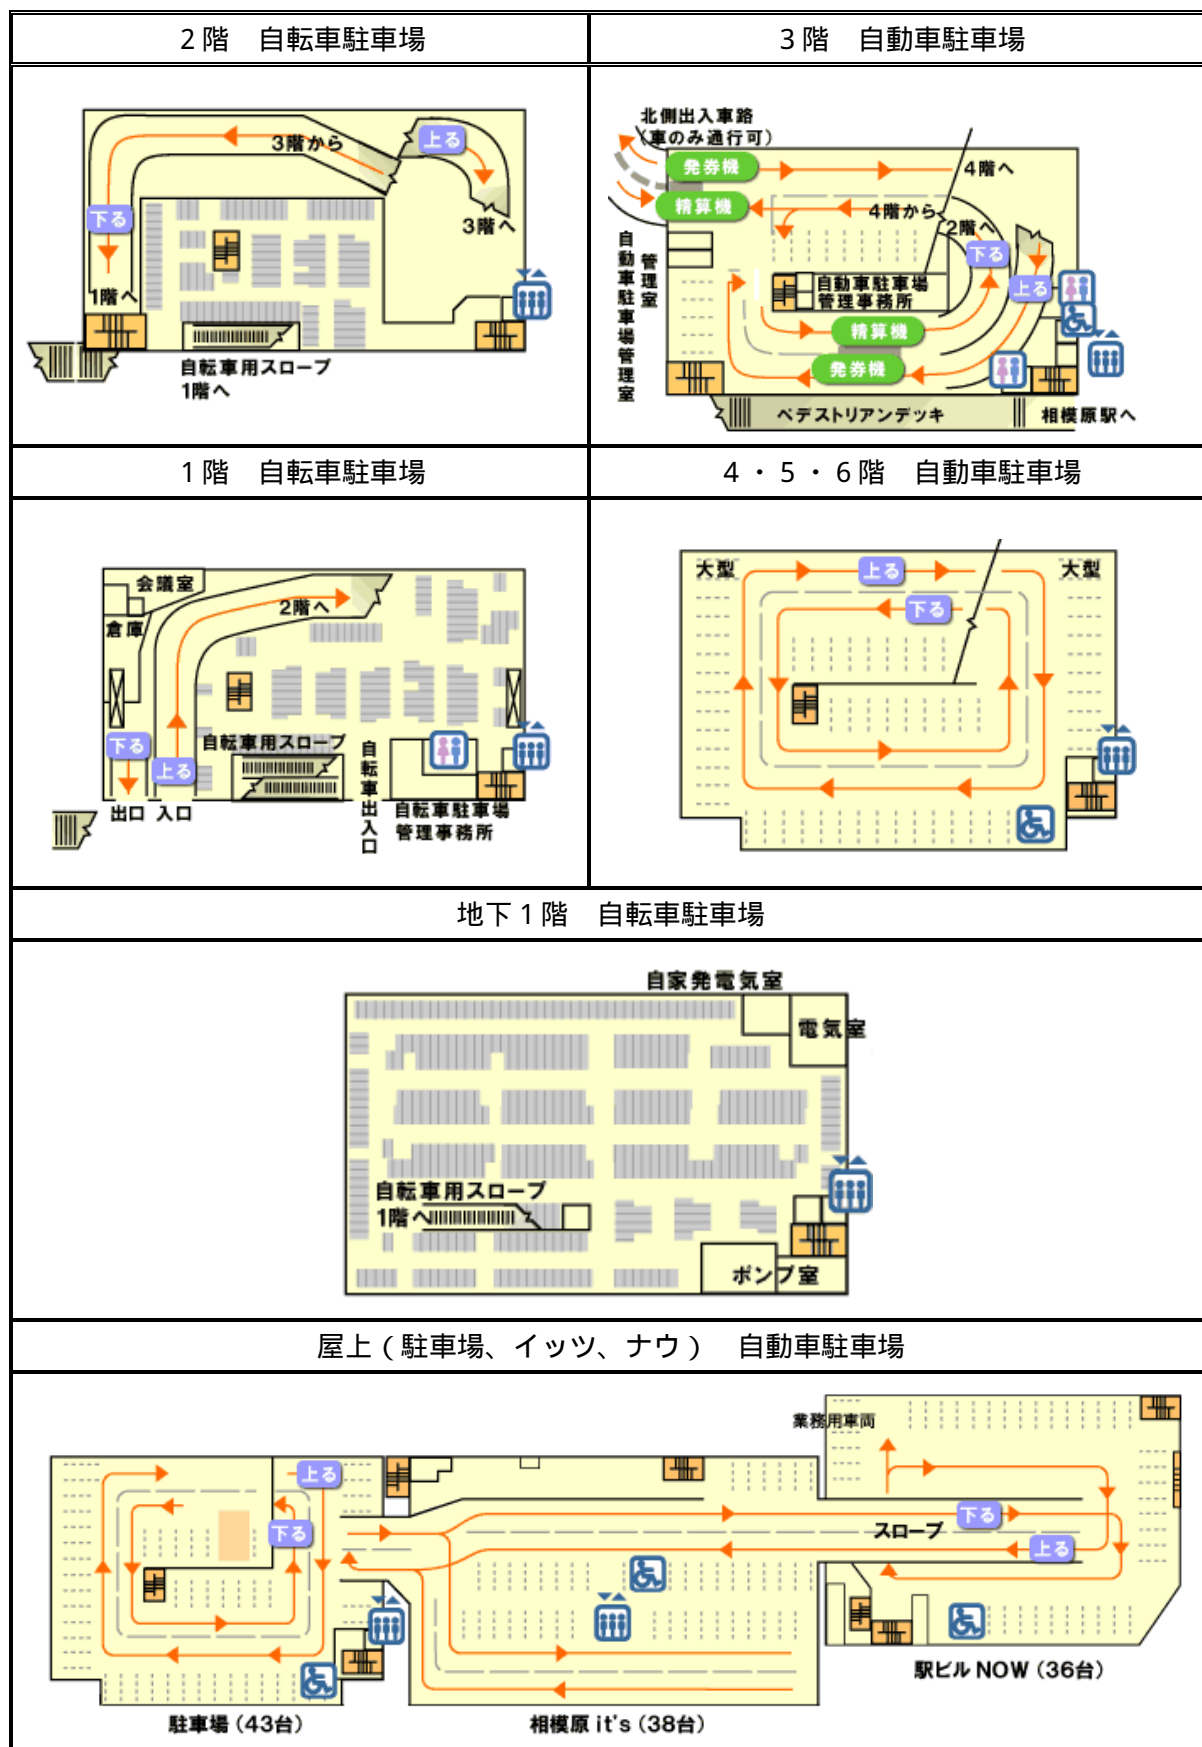 2階　自転車駐車場
3階から
上る
下る
3階へ
1階へ
自転車用スロープ
1階へ
3階　自動車駐車場
北側出入車路
(車のみ通行可)
発券機
4階へ
精算機
4階から
2階へ
下る
自動車駐車場管理室
管理室
自動車駐車場
管理事務所
上る
精算機
発券機
ペデストリアンデッキ
相模原駅へ
1階　自転車駐車場
会議室
2階へ
倉庫
下る
上る
自転車用スロープ
自転車出入口
出口
入口
自転車駐車場
管理事務所
4・5・6階　自動車駐車場
大型
上る
大型
下る
地下1階　自転車駐車場
自家発電気室
電気室
自転車用スロープ
1階へ
ポンプ室
屋上（駐車場、イッツ、ナウ）　自動車駐車場
業務用車両
上る
下る
下る
スロープ
上る
駅ビル NOW (36台)
駐車場 (43台)
相模原 it's (38台)